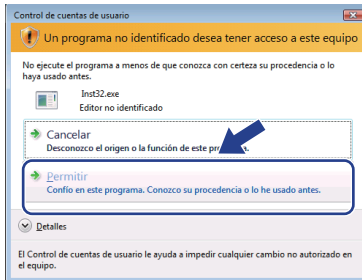 Control de cuentas de usuario
Un programa no identificado desea tener acceso a este equipo
No ejecute el programa a menos de que conozca con certeza su procedencia o lo
haya usado antes.
Inst32.exe
Editor no identificado
Cancelar
Desconozco el origen o la función de este
Permitir
Confío en este programa. Conozco su procedencia o lo he usado antes.
Detalles
El Control de cuentas de usuario le ayuda a impedir cualquier cambio no autorizado en
el equipo.